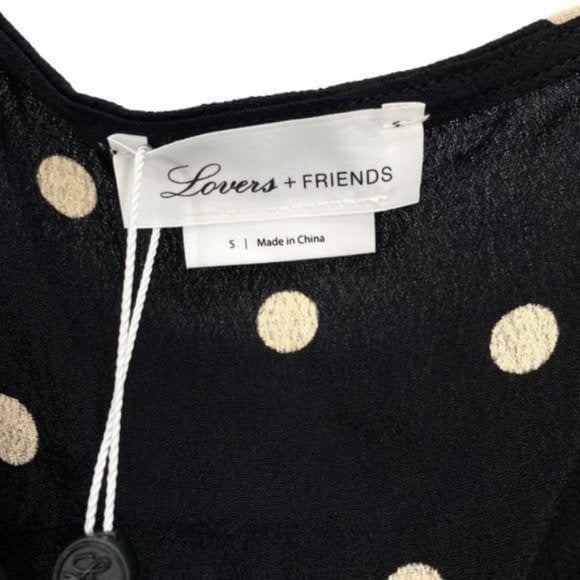 Lovers + FRIENDS
S | Made in China
L